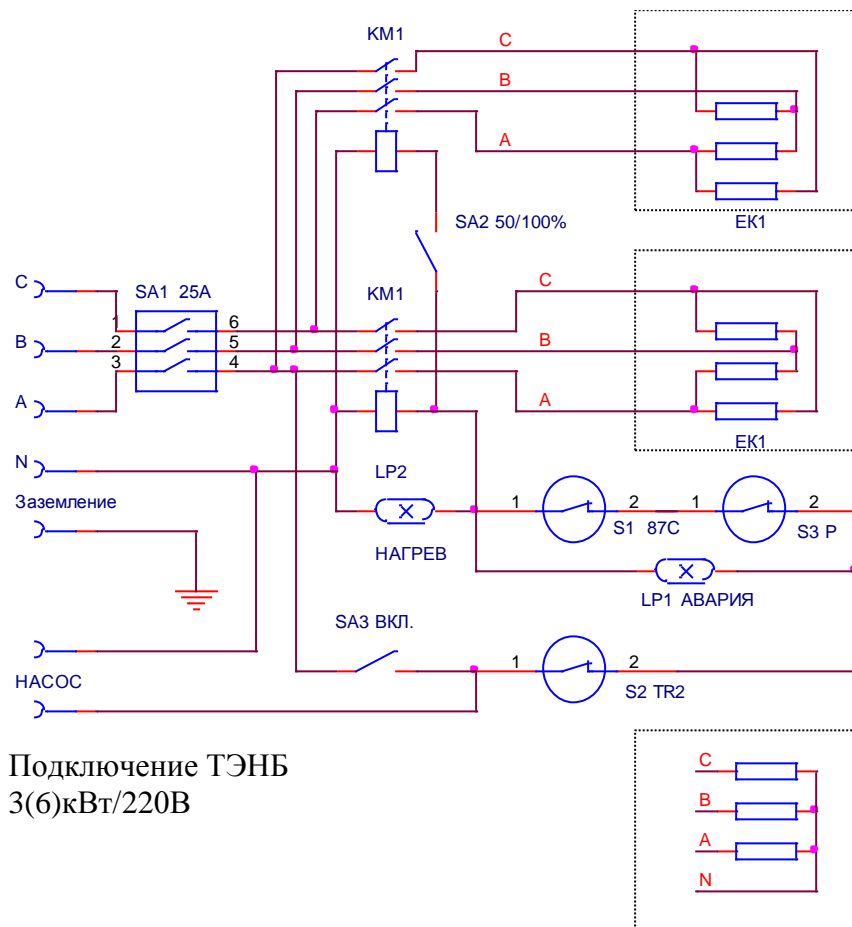 KM1
C
B
A
EK1
SA2 50/100%
C
SA1 25A
KM1
C
1
6
B
2
5
B
3
4
A
A
EK1
N
LP2
Заземление
1
2
1
2
S1 87C
S3 P
НАГРЕВ
LP1 АВАРИЯ
SA3 ВКЛ.
1
2
НАСОС
S2 TR2
Подключение ТЭНБ
3(6)кВт/220В
C
B
A
N